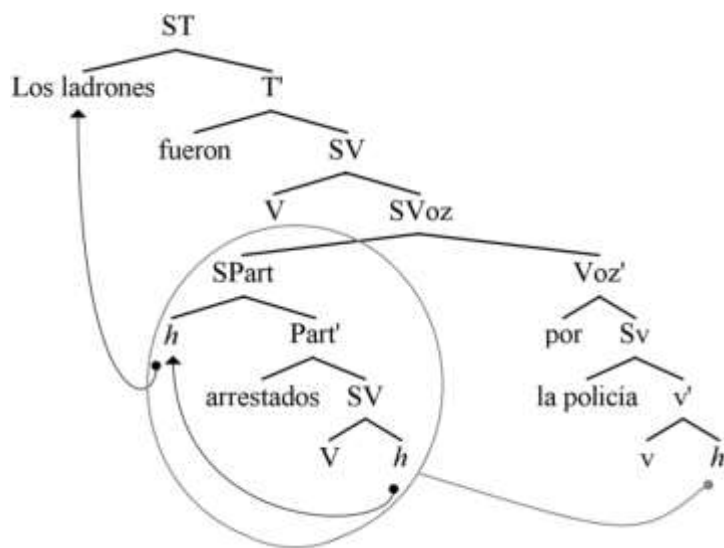 ST
Los ladrones T'
fueron SV
V SVoz
SPart Voz'
h Part' por Sv
arrestados SV la policía v'
V h v h